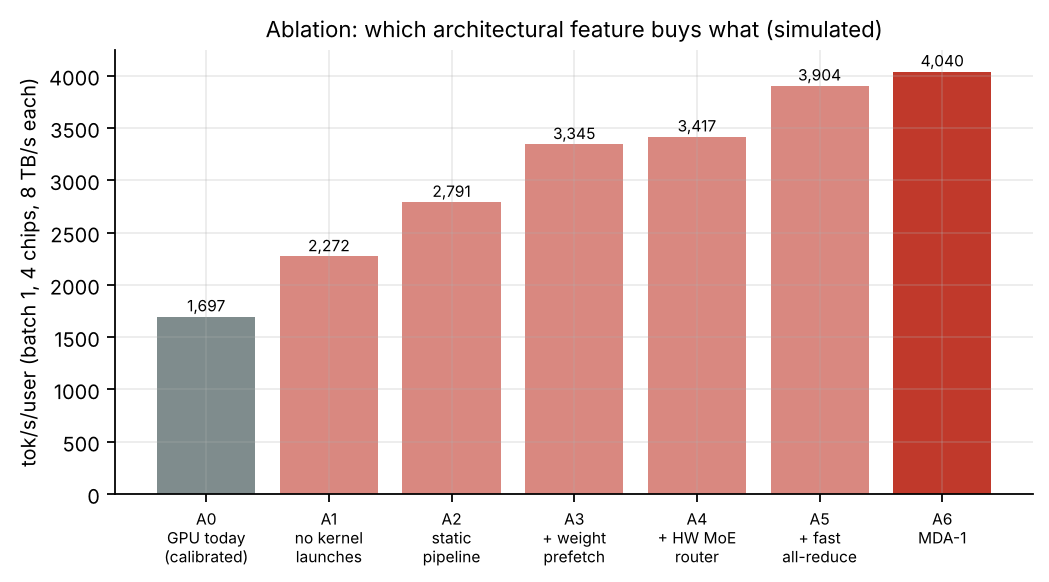 Ablation: which architectural feature buys what (simulated)
tok/s/user (batch 1, 4 chips, 8 TB/s each)
4000
3500
3000
2500
2000
1500
1000
500
0
1,697
2,272
2,791
3,345
3,417
3,904
4,040
A0
GPU today
(calibrated)
A1
no kernel
launches
A2
static
pipeline
A3
+ weight
prefetch
A4
+ HW MoE
router
A5
+ fast
all-reduce
A6
MDA-1